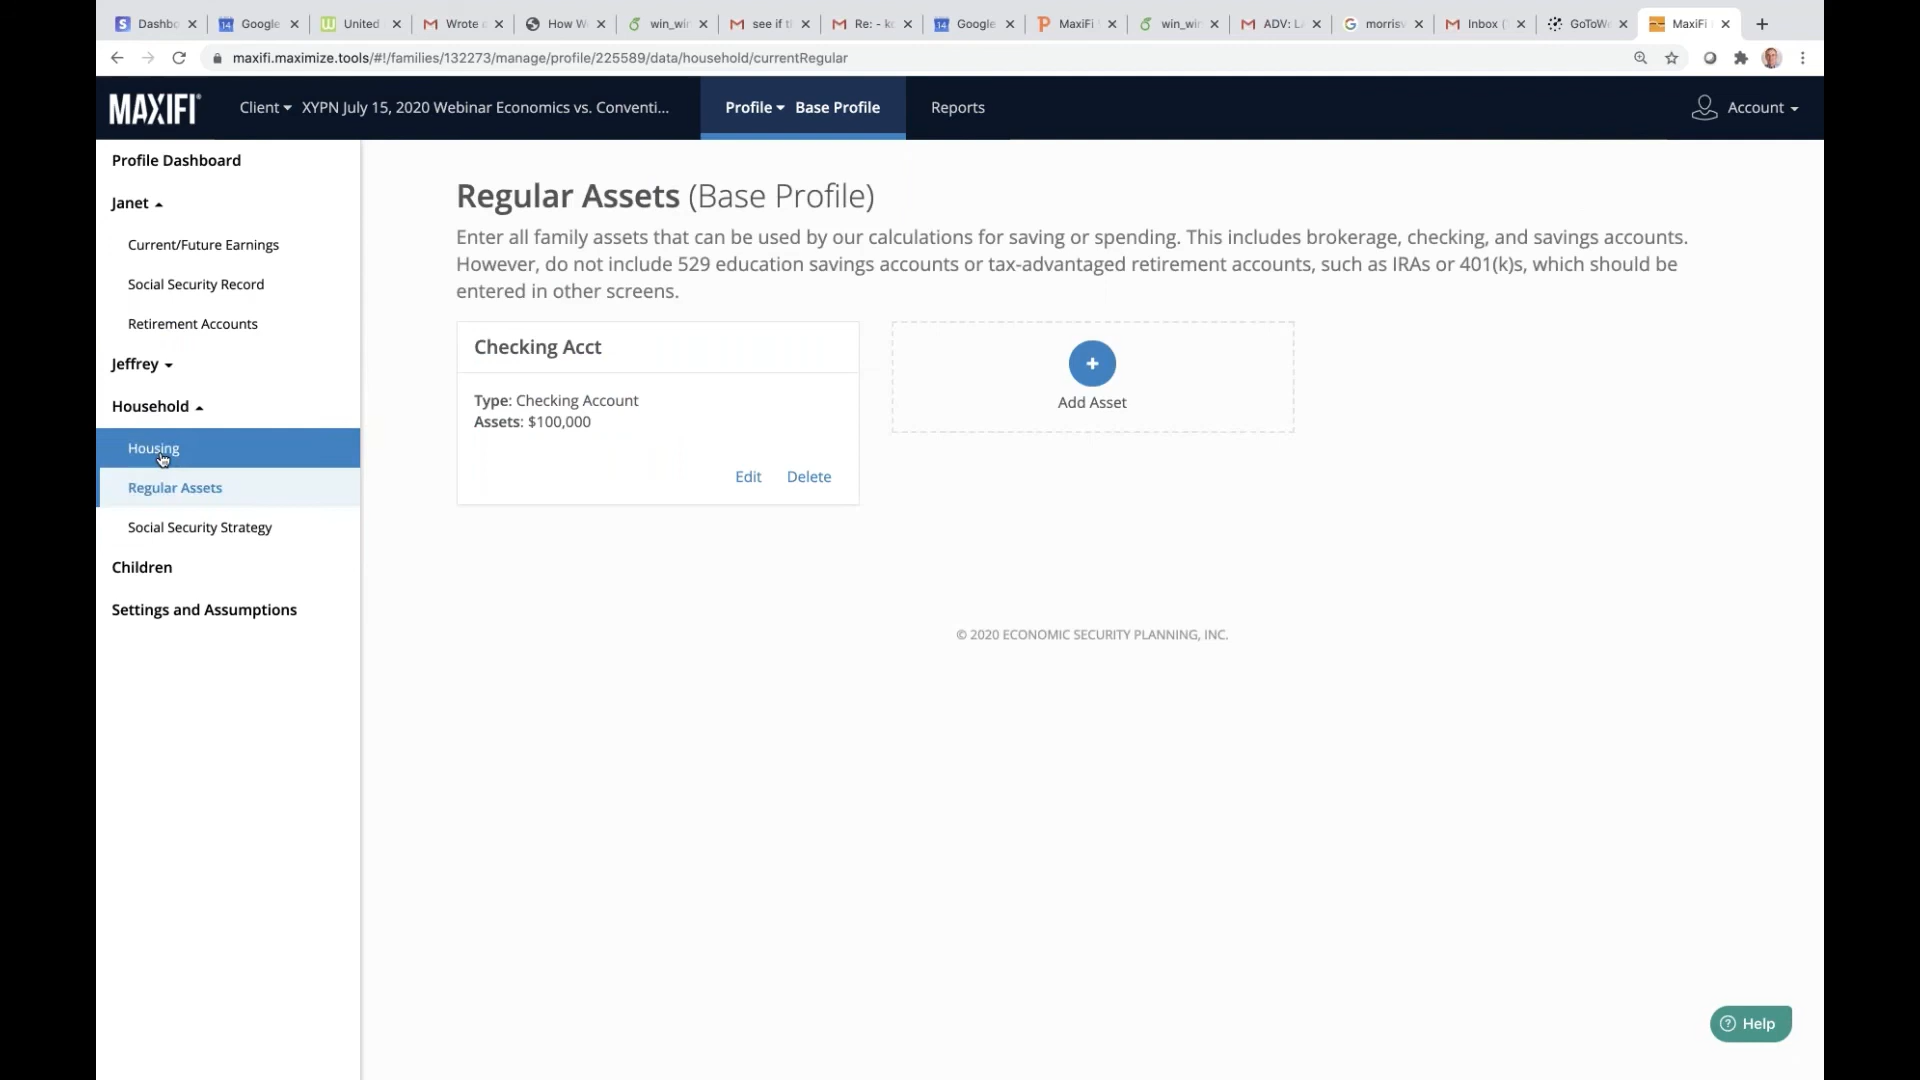 Dashbo
Google
United
Wrote
How W
win_wi
see if t
Re: - k
Google
MaxiFi
win_wi
ADV: L
morris
Inbox (
GoToW
MaxiFi
maxifi.maximize.tools/#!/families/132273/manage/profile/225589/data/household/currentRegular
MAXIFI®
Client
XYPN July 15, 2020 Webinar Economics vs. Conventi...
Profile
Base Profile
Reports
Account
Profile Dashboard
Janet
Current/Future Earnings
Social Security Record
Retirement Accounts
Jeffrey
Household
Housing
Regular Assets
Social Security Strategy
Children
Settings and Assumptions
Regular Assets (Base Profile)
Enter all family assets that can be used by our calculations for saving or spending. This includes brokerage, checking, and savings accounts.
However, do not include 529 education savings accounts or tax-advantaged retirement accounts, such as IRAs or 401(k)s, which should be
entered in other screens.
Checking Acct
Type: Checking Account
Assets: $100,000
Edit
Delete
+
Add Asset
© 2020 ECONOMIC SECURITY PLANNING, INC.
? Help